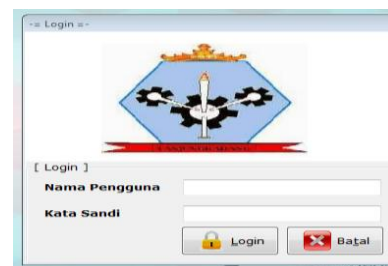 -= Login =-
[ Login ]
Nama Pengguna
Kata Sandi
Login
Batal